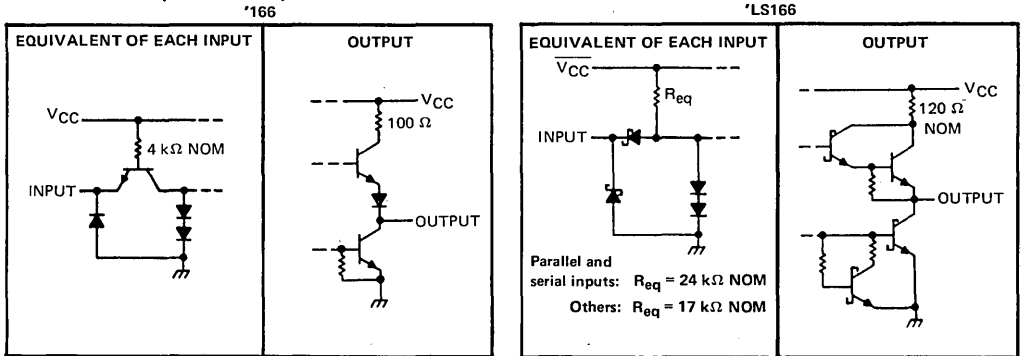 '166
EQUIVALENT OF EACH INPUT
VCC
4 kΩ NOM
INPUT
OUTPUT
VCC
100 Ω
OUTPUT
'LS166
EQUIVALENT OF EACH INPUT
VCC
Req
INPUT
Parallel and
serial inputs: Req = 24 kΩ NOM
Others: Req = 17 kΩ NOM
OUTPUT
VCC
120 Ω
NOM
OUTPUT